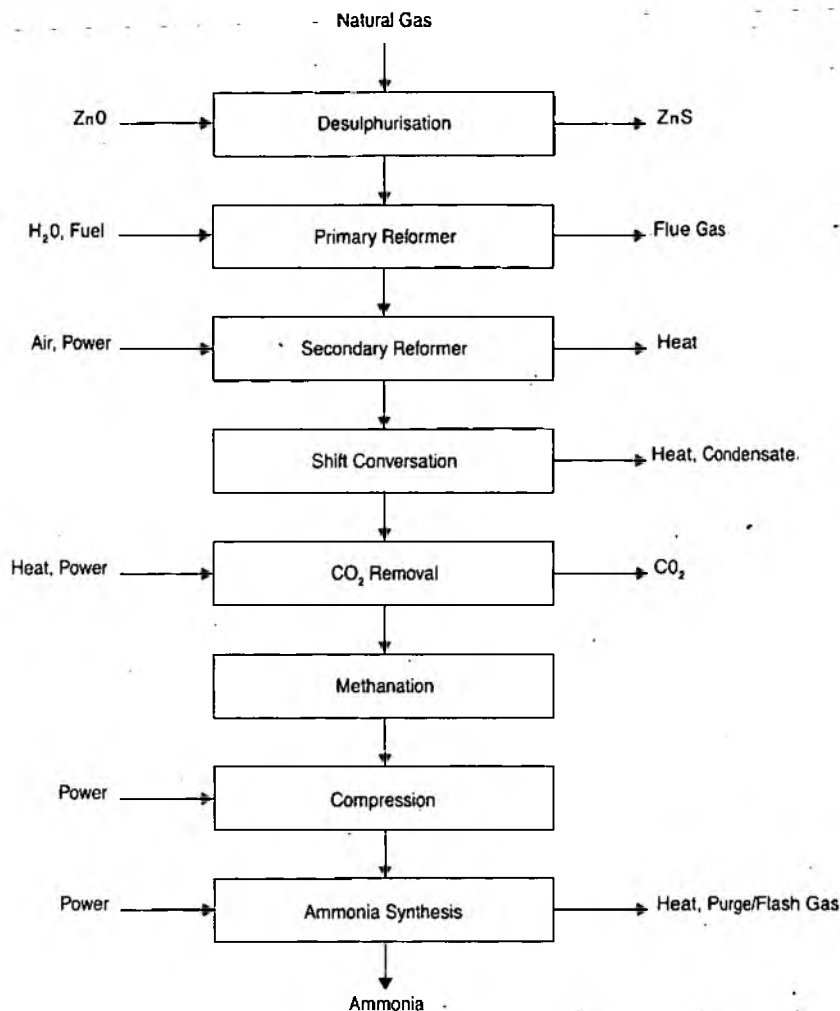 Natural Gas
ZnO
Desulphurisation
ZnS
H₂O, Fuel
Primary Reformer
Flue Gas
Air, Power
Secondary Reformer
Heat
Shift Conversation
Heat, Condensate
Heat, Power
CO₂ Removal
CO₂
Methanation
Power
Compression
Power
Ammonia Synthesis
Heat, Purge/Flash Gas
Ammonia